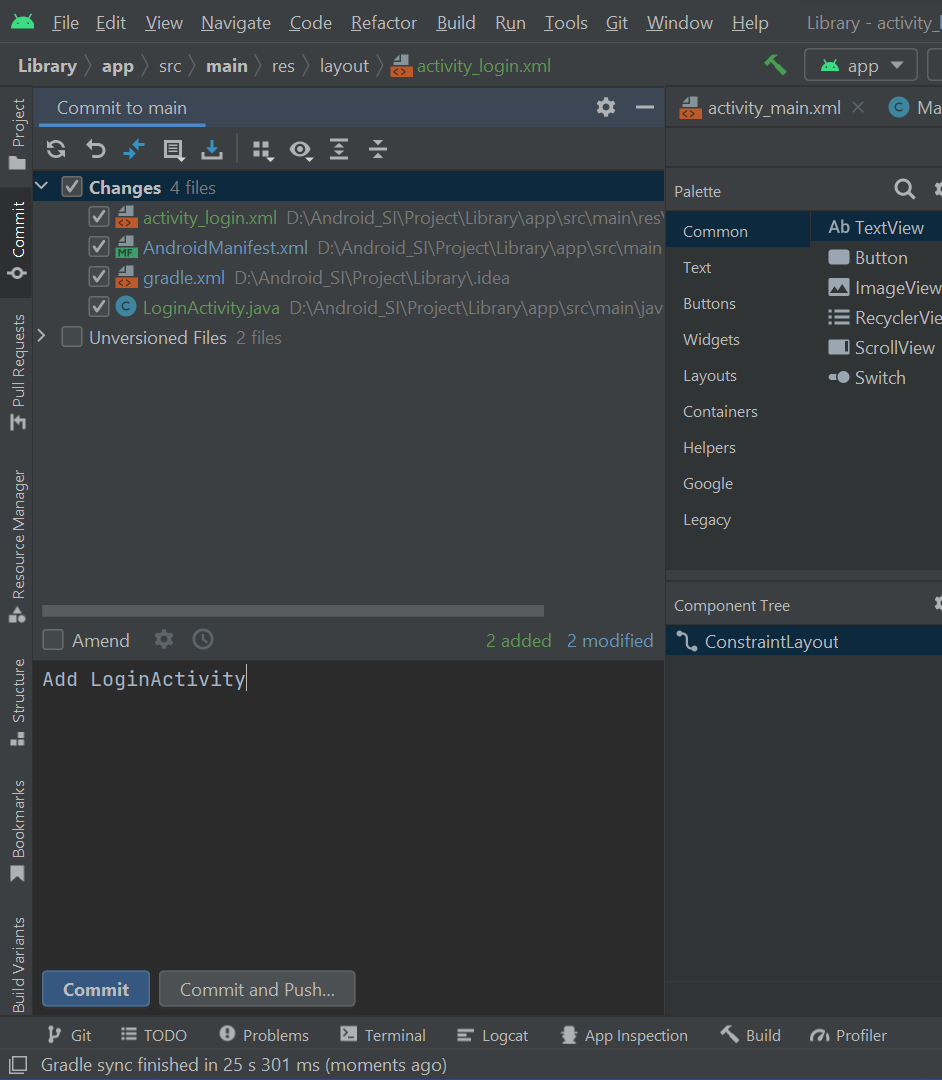 File Edit View Navigate Code Refactor Build Run Tools Git Window Help Library - activity_
Library app src main res layout activity_login.xml app
Project
Commit
Pull Requests
Resource Manager
Structure
Bookmarks
Build Variants
Commit to main
Changes 4 files
activity_login.xml D:\Android_SI\Project\Library\app\src\main\res\
AndroidManifest.xml D:\Android_SI\Project\Library\app\src\main
gradle.xml D:\Android_SI\Project\Library\.idea
LoginActivity.java D:\Android_SI\Project\Library\app\src\main\jav
Unversioned Files 2 files
Amend 2 added 2 modified
Add LoginActivity
Commit Commit and Push...
activity_main.xml Ma
Palette
Common
Text
Buttons
Widgets
Layouts
Containers
Helpers
Google
Legacy
Ab TextView
Button
ImageView
RecyclerVie
ScrollView
Switch
Component Tree
ConstraintLayout
Git TODO Problems Terminal Logcat App Inspection Build Profiler
Gradle sync finished in 25 s 301 ms (moments ago)